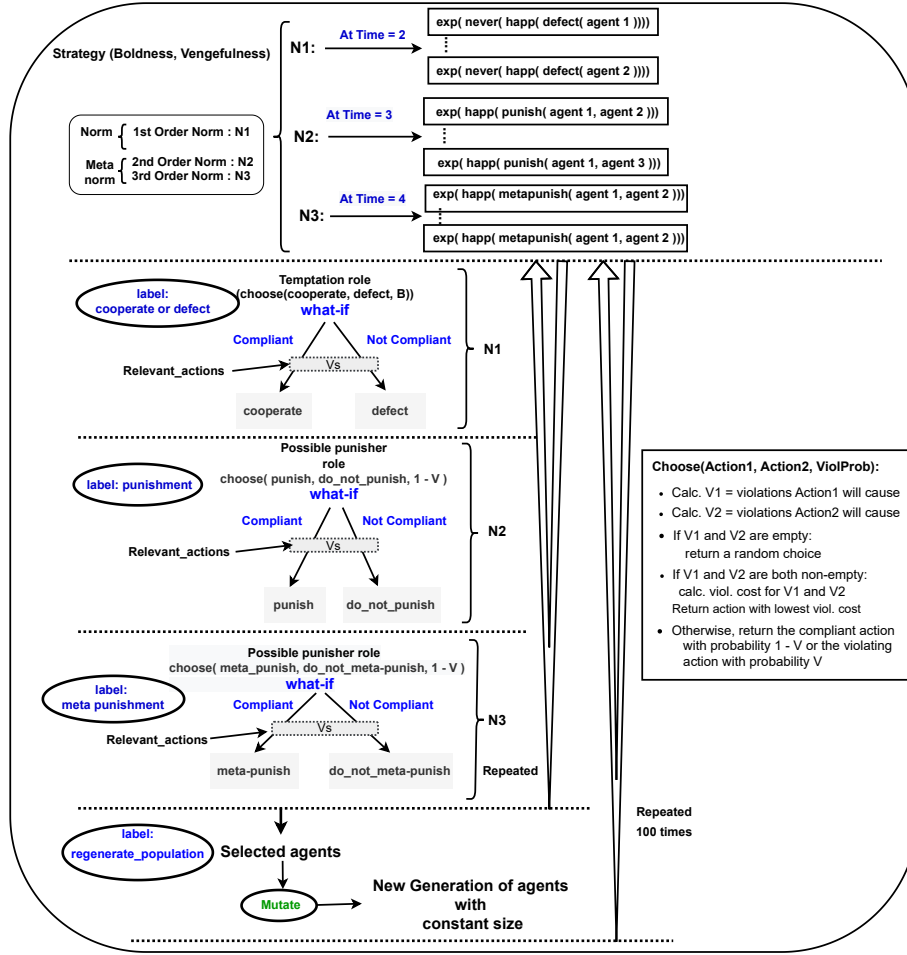 Strategy (Boldness, Vengefulness)
Norm
1st Order Norm : N1
Meta
norm
2nd Order Norm : N2
3rd Order Norm : N3
N1:
At Time = 2
exp( never( happ( defect( agent 1 ))))
exp( never( happ( defect( agent 2 ))))
N2:
At Time = 3
exp( happ( punish( agent 1, agent 2 )))
exp( happ( punish( agent 1, agent 3 )))
N3:
At Time = 4
exp( happ( metapunish( agent 1, agent 2 )))
exp( happ( metapunish( agent 1, agent 2 )))
label:
cooperate or defect
Temptation role
(choose(cooperate, defect, B))
what-if
Compliant
Not Compliant
Relevant_actions
Vs
cooperate
defect
N1
label: punishment
Possible punisher
role
choose( punish, do_not_punish, 1 - V )
what-if
Compliant
Not Compliant
Relevant_actions
Vs
punish
do_not_punish
N2
label:
meta punishment
Possible punisher role
choose( meta_punish, do_not_meta-punish, 1 - V )
what-if
Compliant
Not Compliant
Relevant_actions
Vs
meta-punish
do_not_meta-punish
N3
Repeated
label:
regenerate_population
Selected agents
Mutate
New Generation of agents
with
constant size
Repeated
100 times
Choose(Action1, Action2, ViolProb):
• Calc. V1 = violations Action1 will cause
• Calc. V2 = violations Action2 will cause
• If V1 and V2 are empty:
return a random choice
• If V1 and V2 are both non-empty:
calc. viol. cost for V1 and V2
Return action with lowest viol. cost
• Otherwise, return the compliant action
with probability 1 - V or the violating
action with probability V